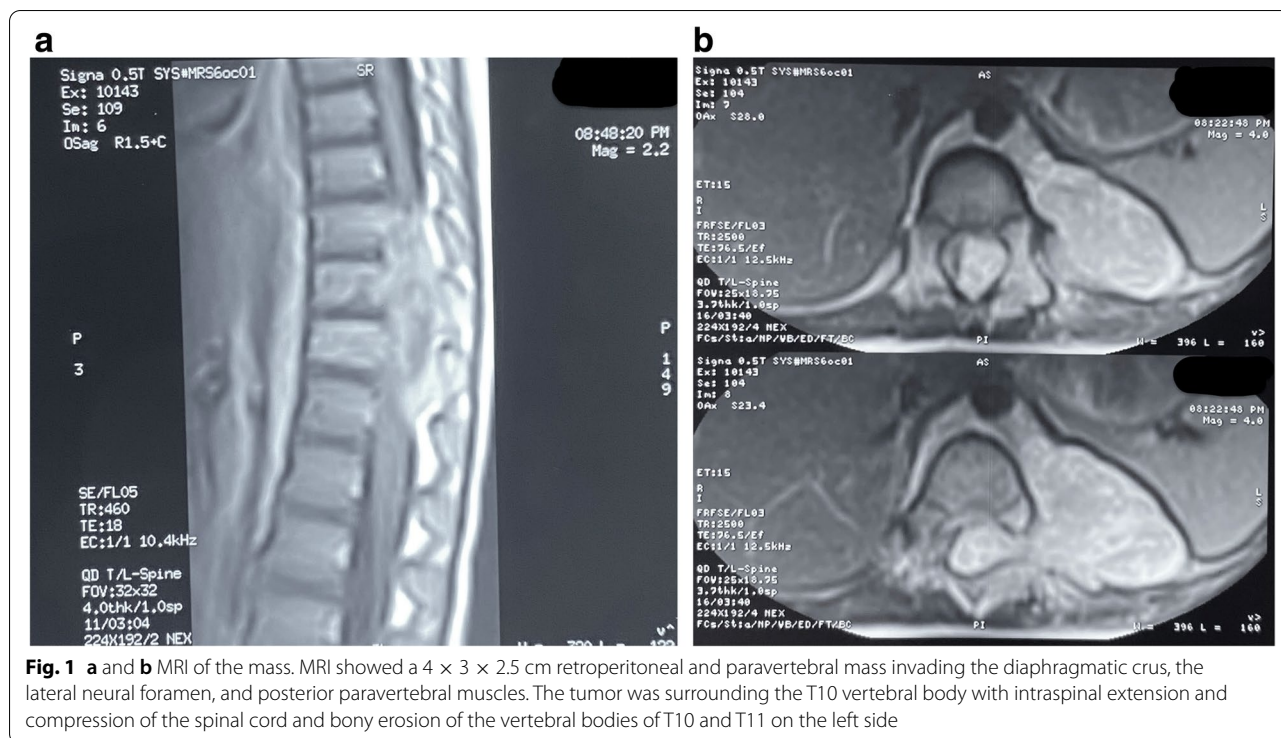 a
Signa 0.5T SYS#MRS6oc01
Ex: 10143
Se: 109
Im: 6
OSag R1.5+C
SR
08:48:20 PM
Mag = 2.2
P
3
P
1
4
9
SE/FL05
TR:460
TE:18
EC:1/1 10.4kHz
QD T/L-Spine
FOV:32x32
4.0thk/1.0sp
11/03:04
224X192/2 NEX
v^
b
Signa 0.5T SYS#MRS6oc01
Ex: 10143
Se: 104
Im: 7
OAx S28.0
AS
08:22:48 PM
Mag = 4.0
ET:15
R
I
L
S
FRFSE/FL03
TR:2500
TE:76.5/Ef
EC:1/1 12.5kHz
QD T/L-Spine
FOV:25x18.75
3.7thk/1.0sp
16/03:40
224X192/4 NEX
FCs/St:a/NP/VB/ED/FT/BC
PI
v>
W = 396 L = 160
Signa 0.5T SYS#MRS6oc01
Ex: 10143
Se: 104
Im: 8
OAx S23.4
AS
08:22:48 PM
Mag = 4.0
ET:15
R
I
L
S
FRFSE/FL03
TR:2500
TE:76.5/Ef
EC:1/1 12.5kHz
QD T/L-Spine
FOV:25x18.75
3.7thk/1.0sp
16/03:40
224X192/4 NEX
FCs/St:a/NP/VB/ED/FT/BC
PI
v>
W = 396 L = 160
Fig. 1 a and b MRI of the mass. MRI showed a 4 × 3 × 2.5 cm retroperitoneal and paravertebral mass invading the diaphragmatic crus, the
lateral neural foramen, and posterior paravertebral muscles. The tumor was surrounding the T10 vertebral body with intraspinal extension and
compression of the spinal cord and bony erosion of the vertebral bodies of T10 and T11 on the left side